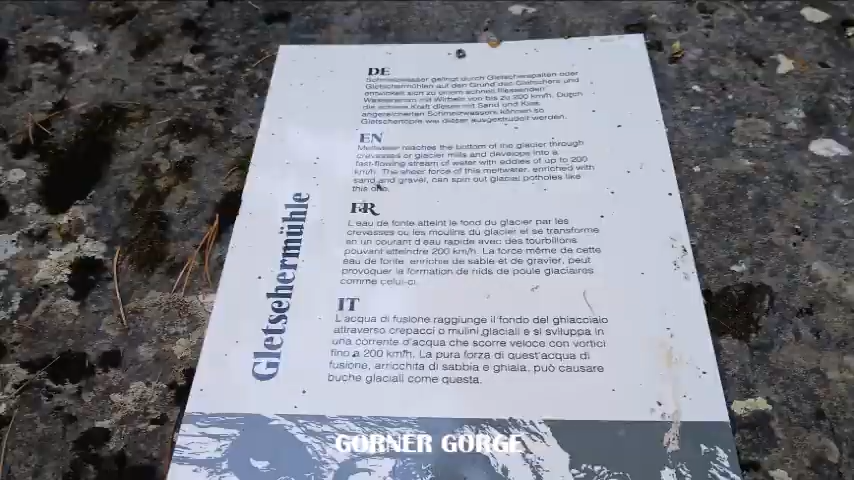 DE
Schmelzwasser gelingt durch Gletscherspalten oder
Gletschermühlen auf den Grund des Gletschers und
entwickelt sich zu einem schnell fliessenden
Wasserstrom mit Wirbeln von bis zu 200 km/h. Durch
die schiere Kraft dieses mit Sand und Kies
angereicherten Schmelzwassers, können
Gletschertöpfe wie dieser ausgestrudelt werden.
EN
Meltwater reaches the bottom of the glacier through
crevasses or glacier mills and develops into a
fast-flowing stream of water with eddies of up to 200
km/h. The sheer force of this meltwater, enriched with
sand and gravel, can spin out glacial potholes like
this one.
FR
L'eau de fonte atteint le fond du glacier par les
crevasses ou les moulins du glacier et se transforme
en un courant d'eau rapide avec des tourbillons
pouvant atteindre 200 km/h. La force même de cette
eau de fonte, enrichie de sable et de gravier, peut
provoquer la formation de nids de poule glaciaires
comme celui-ci.
IT
L'acqua di fusione raggiunge il fondo del ghiacciaio
attraverso crepacci o mulini glaciali e si sviluppa in
una corrente d'acqua che scorre veloce con vortici
fino a 200 km/h. La pura forza di quest'acqua di
fusione, arricchita di sabbia e ghiaia, può causare
buche glaciali come questa.
Gletschermühle
GORNER GORGE